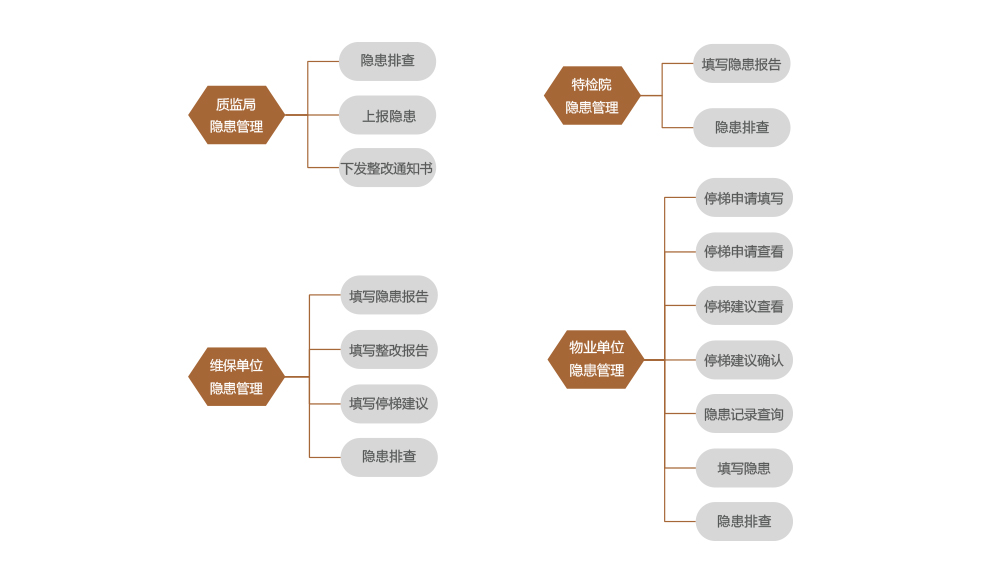 质监局
隐患管理
隐患排查
上报隐患
下发整改通知书
特检院
隐患管理
填写隐患报告
隐患排查
维保单位
隐患管理
填写隐患报告
填写整改报告
填写停梯建议
隐患排查
物业单位
隐患管理
停梯申请填写
停梯申请查看
停梯建议查看
停梯建议确认
隐患记录查询
填写隐患
隐患排查